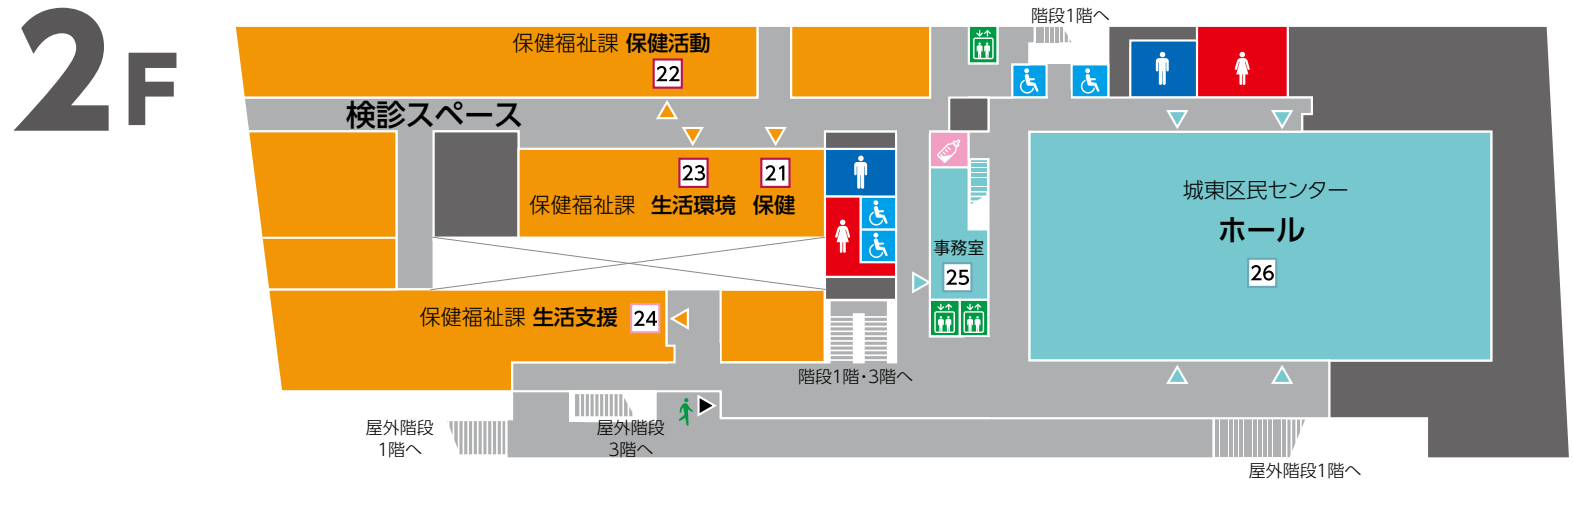 2F
階段1階へ
保健福祉課 保健活動
22
検診スペース
23
21
保健福祉課 生活環境 保健
城東区民センター
ホール
26
事務室
25
保健福祉課 生活支援 24
階段1階・3階へ
屋外階段
1階へ
屋外階段
3階へ
屋外階段1階へ